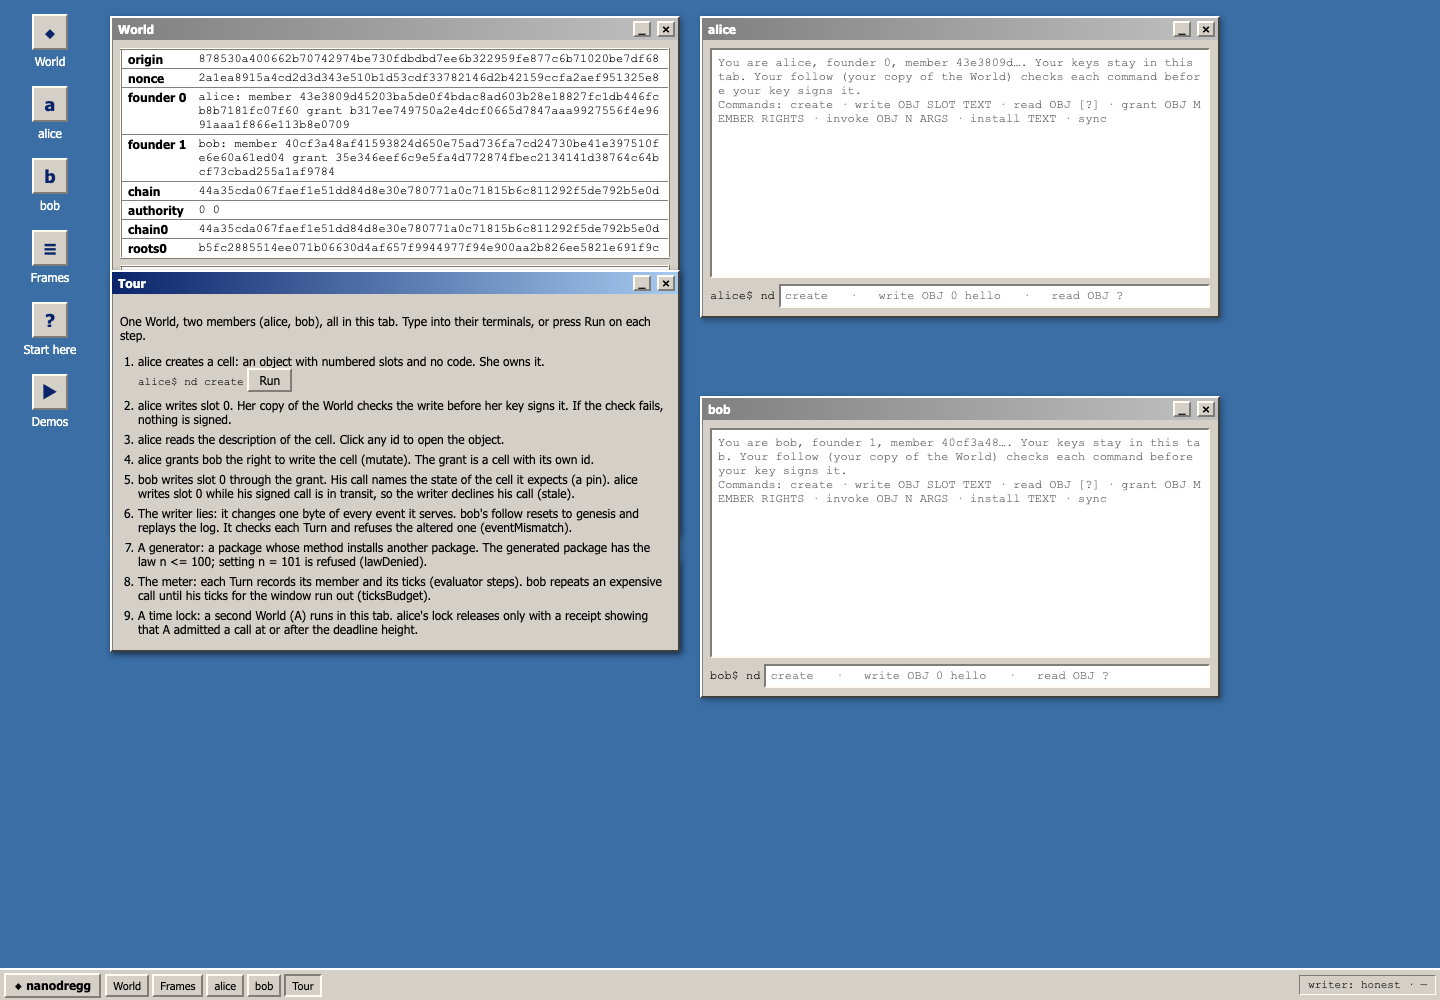 World
alice
bob
Frames
Start here
Demos
World
origin 878530a400662b70742974be730fdbdbd7ee6b322959fe877c6b71020be7df68
nonce 2a1ea8915a4cd2d3d343e510b1d53cdf33782146d2b42159ccfa2aef951325e8
founder 0 alice: member 43e3809d45203ba5de0f4bdac8ad603b28e18827fc1db446fc
b8b7181fc07f60 grant b317ee749750a2e4dcf0665d7847aaa9927556f4e96
91aaa1f866e113b8e0709
founder 1 bob: member 40cf3a48af41593824d650e75ad736fa7cd24730be41e397510f
e6e60a61ed04 grant 35e346eef6c9e5fa4d772874fbec2134141d38764c64b
cf73cbad255a1af9784
chain 44a35cda067faef1e51dd84d8e30e780771a0c71815b6c811292f5de792b5e0d
authority 0 0
chain0 44a35cda067faef1e51dd84d8e30e780771a0c71815b6c811292f5de792b5e0d
roots0 b5fc2885514ee071b06630d4af657f9944977f94e900aa2b826ee5821e691f9c
Tour
One World, two members (alice, bob), all in this tab. Type into their terminals, or press Run on each
step.
1. alice creates a cell: an object with numbered slots and no code. She owns it.
alice$ nd create Run
2. alice writes slot 0. Her copy of the World checks the write before her key signs it. If the check fails,
nothing is signed.
3. alice reads the description of the cell. Click any id to open the object.
4. alice grants bob the right to write the cell (mutate). The grant is a cell with its own id.
5. bob writes slot 0 through the grant. His call names the state of the cell it expects (a pin). alice
writes slot 0 while his signed call is in transit, so the writer declines his call (stale).
6. The writer lies: it changes one byte of every event it serves. bob's follow resets to genesis and
replays the log. It checks each Turn and refuses the altered one (eventMismatch).
7. A generator: a package whose method installs another package. The generated package has the
law n <= 100; setting n = 101 is refused (lawDenied).
8. The meter: each Turn records its member and its ticks (evaluator steps). bob repeats an expensive
call until his ticks for the window run out (ticksBudget).
9. A time lock: a second World (A) runs in this tab. alice's lock releases only with a receipt showing
that A admitted a call at or after the deadline height.
alice
You are alice, founder 0, member 43e3809d…. Your keys stay in this
tab. Your follow (your copy of the World) checks each command befor
e your key signs it.
Commands: create · write OBJ SLOT TEXT · read OBJ [?] · grant OBJ M
EMBER RIGHTS · invoke OBJ N ARGS · install TEXT · sync
alice$ nd create · write OBJ 0 hello · read OBJ ?
bob
You are bob, founder 1, member 40cf3a48…. Your keys stay in this ta
b. Your follow (your copy of the World) checks each command before
your key signs it.
Commands: create · write OBJ SLOT TEXT · read OBJ [?] · grant OBJ M
EMBER RIGHTS · invoke OBJ N ARGS · install TEXT · sync
bob$ nd create · write OBJ 0 hello · read OBJ ?
nanodregg World Frames alice bob Tour writer: honest · —